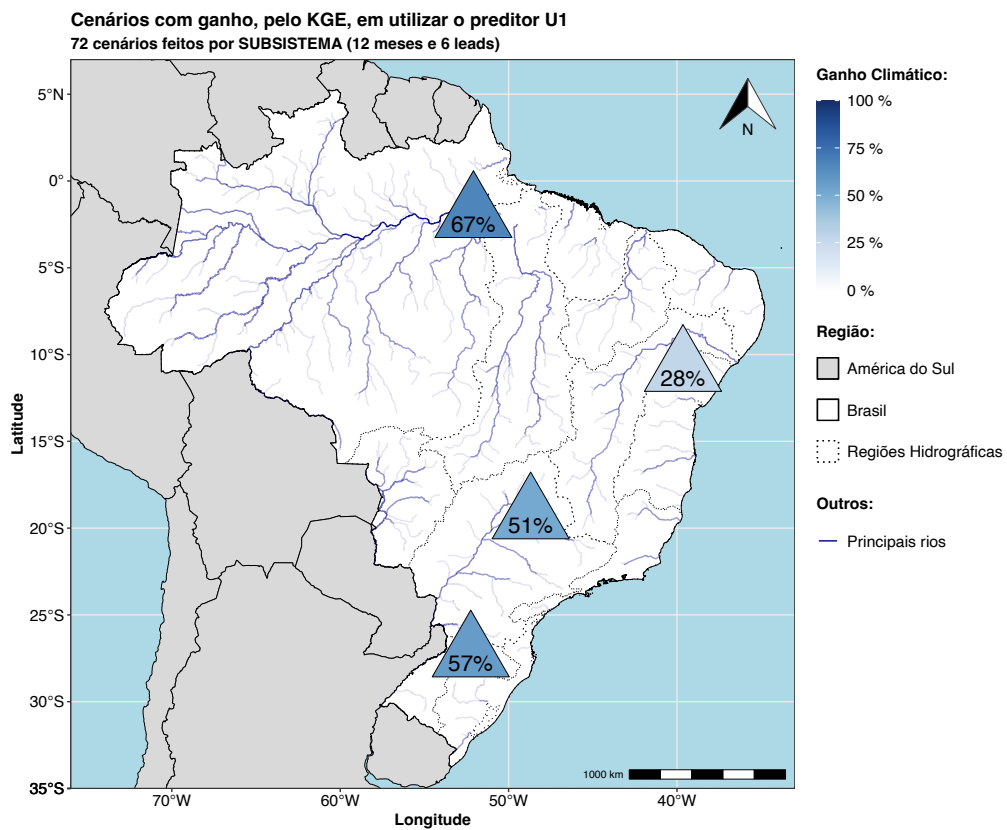 Cenários com ganho, pelo KGE, em utilizar o preditor U1
72 cenários feitos por SUBSISTEMA (12 meses e 6 leads)
5°N
0°
5°S
10°S
15°S
20°S
25°S
30°S
35°S
Latitude
70°W
60°W
50°W
40°W
Longitude
N
67%
28%
51%
57%
1000 km
Ganho Climático:
100 %
75 %
50 %
25 %
0 %
Região:
América do Sul
Brasil
Regiões Hidrográficas
Outros:
Principais rios